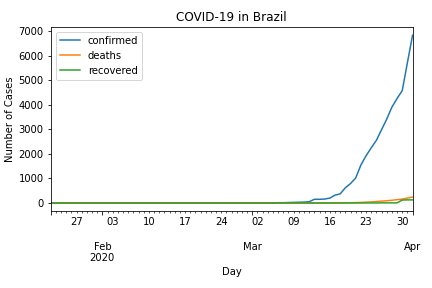 COVID-19 in Brazil
confirmed
deaths
recovered
Number of Cases
7000
6000
5000
4000
3000
2000
1000
0
27 03 10 17 24 02 09 16 23 30
Feb Mar Apr
2020
Day